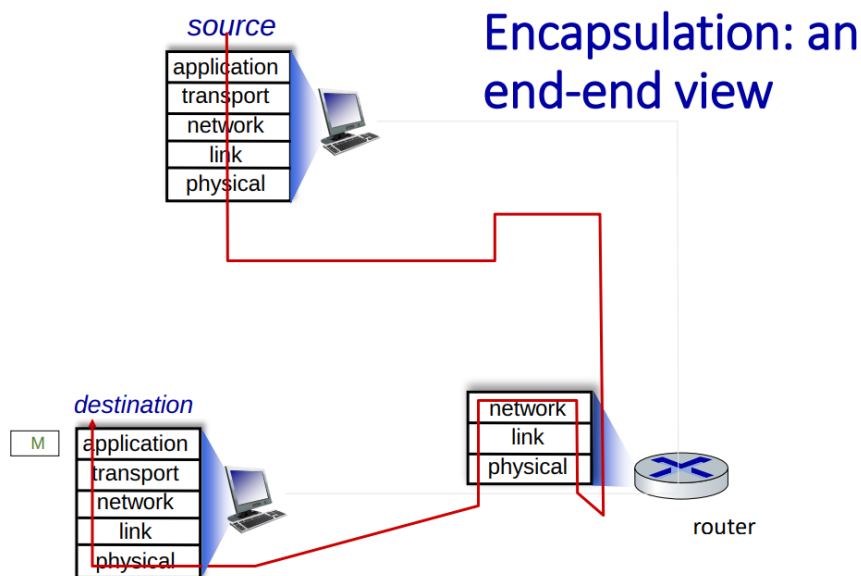 source
Encapsulation: an
end-end view
application
transport
network
link
physical
destination
M
application
transport
network
link
physical
network
link
physical
router